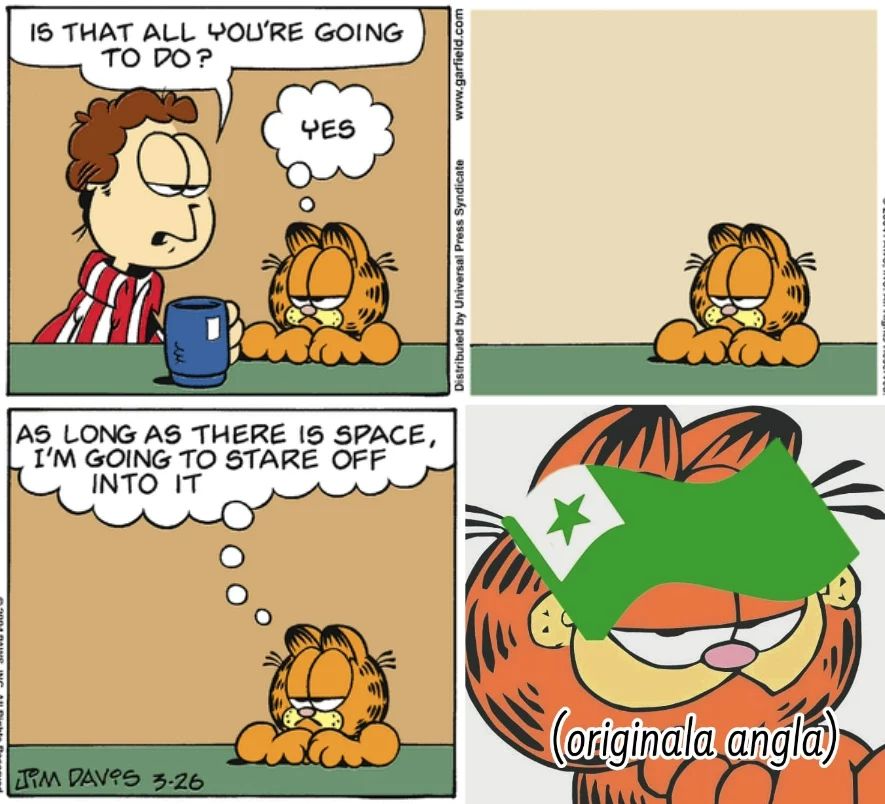 IS THAT ALL YOU'RE GOING
TO DO?
YES
www.garfield.com
Distributed by Universal Press Syndicate
AS LONG AS THERE IS SPACE,
I'M GOING TO STARE OFF
INTO IT
JIM DAVIS 3-26
(originala angla)